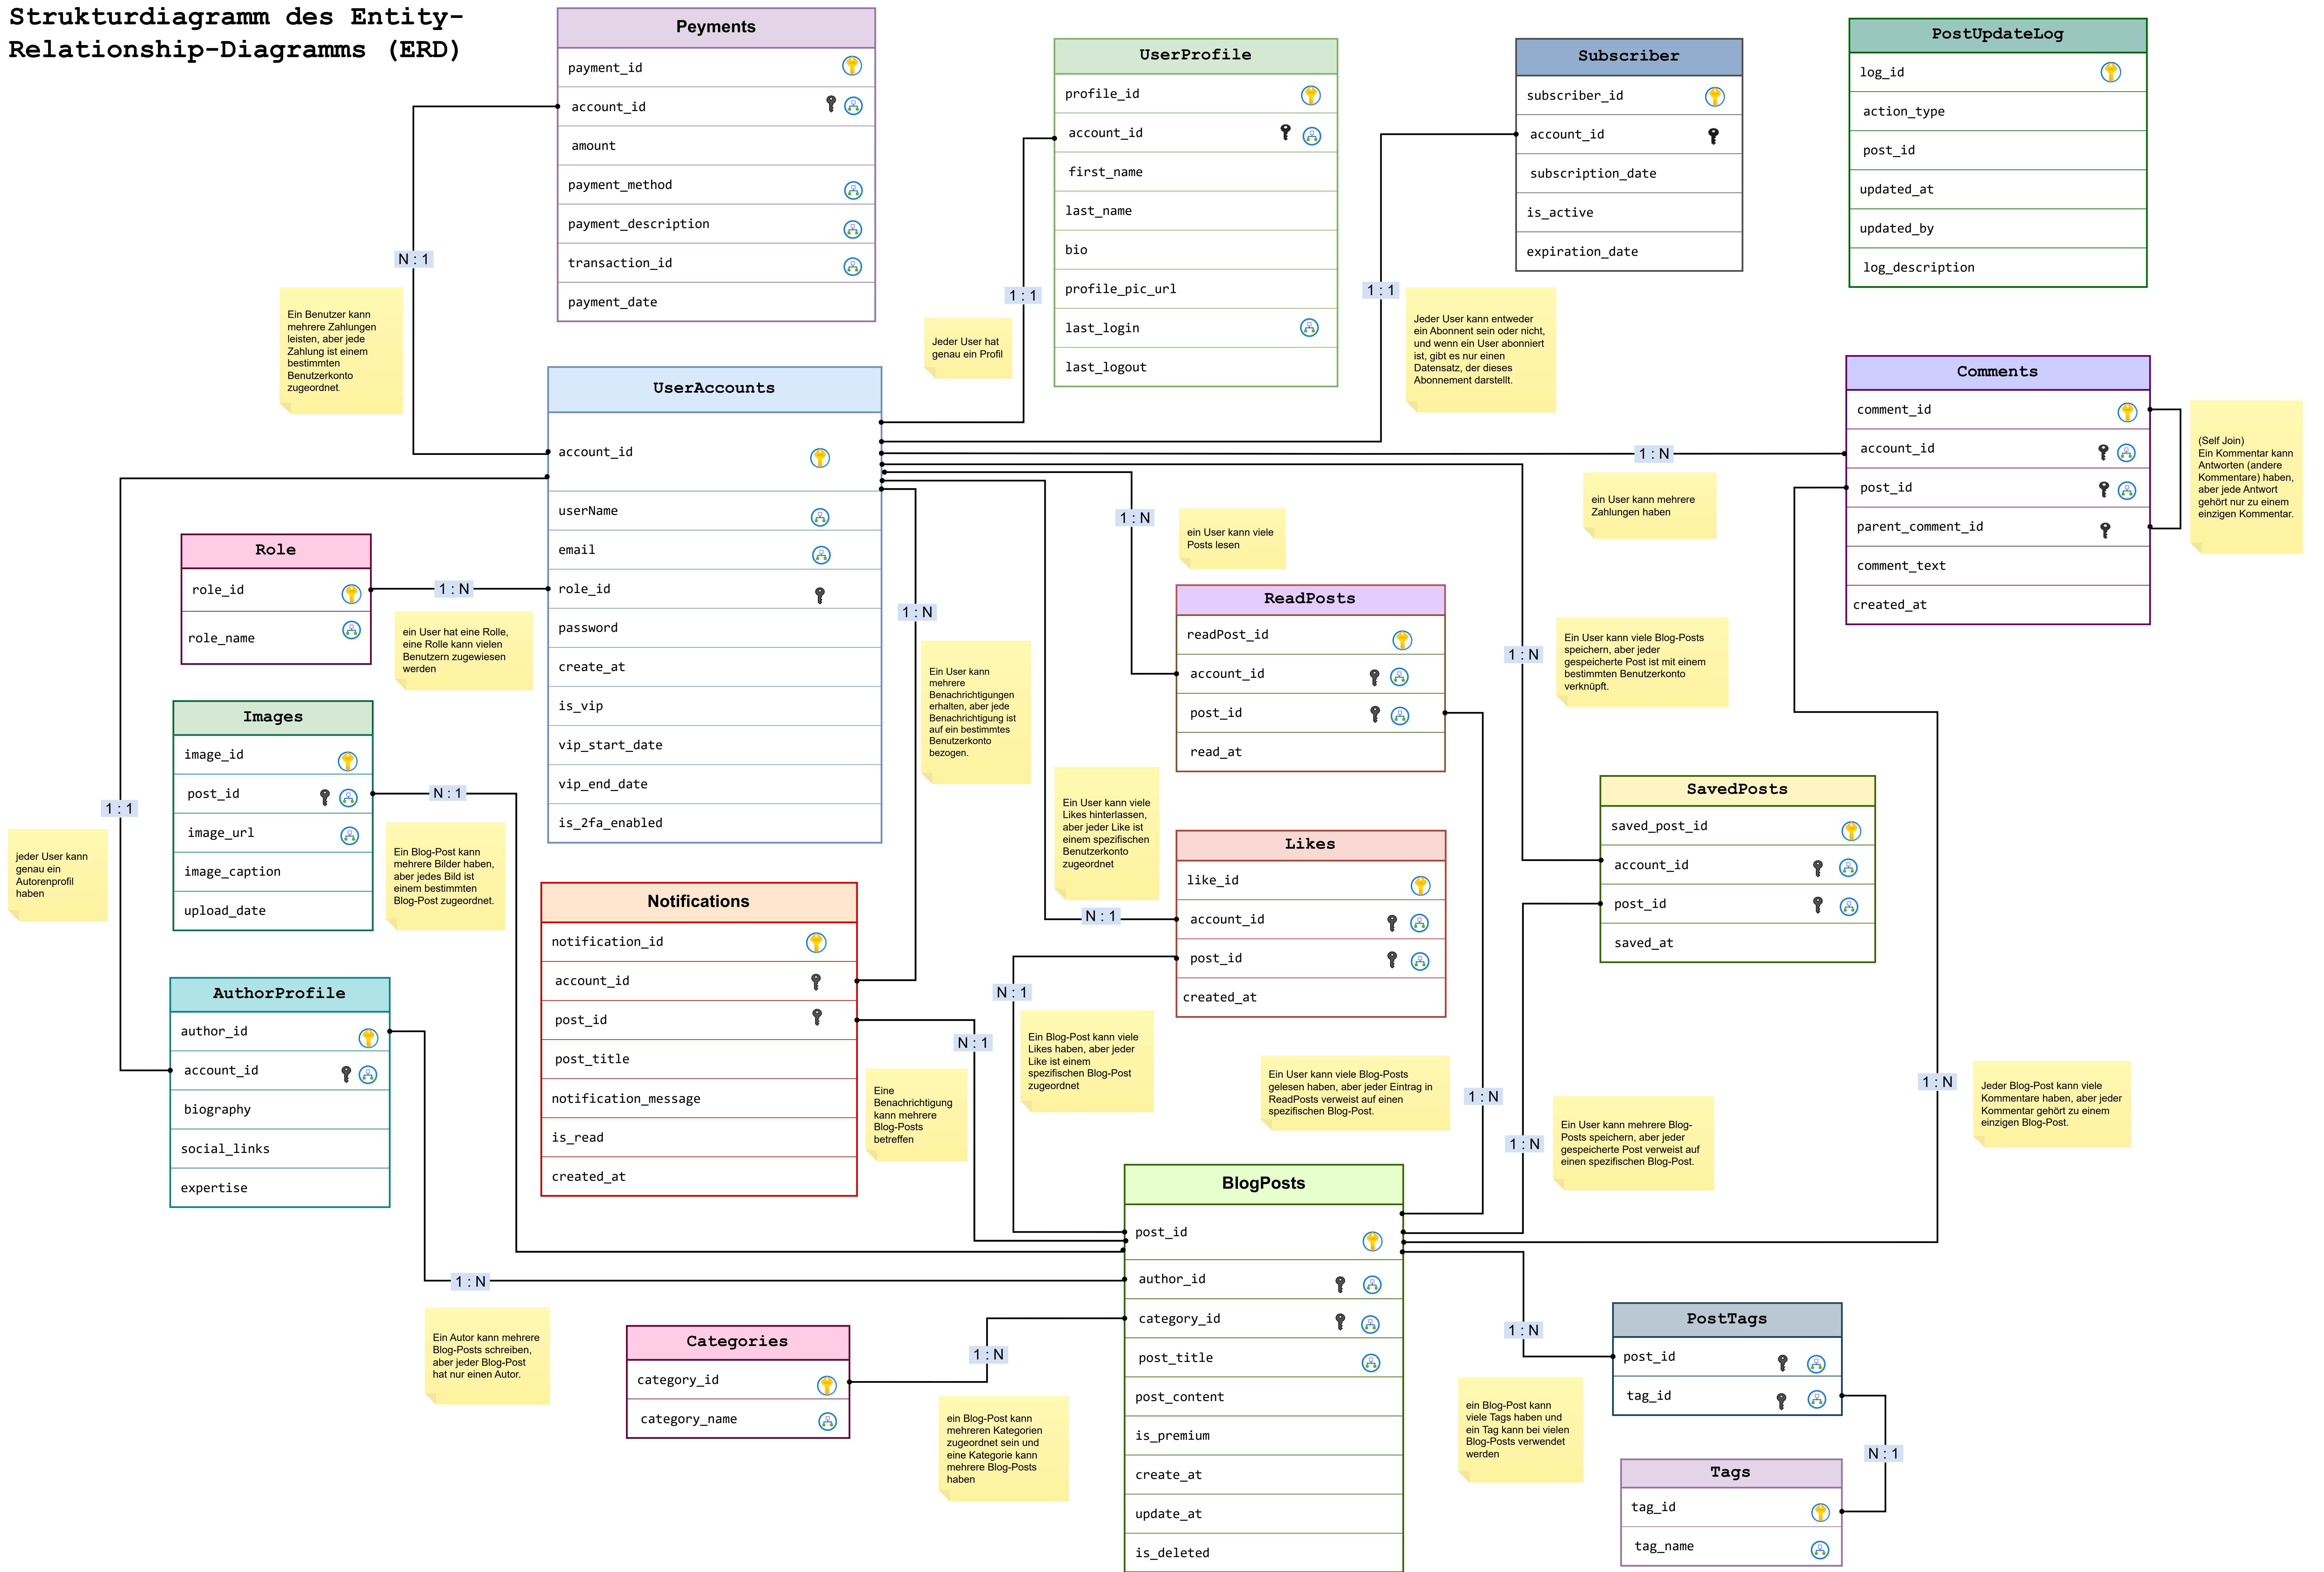 Strukturdiagramm des Entity-
Relationship-Diagramms (ERD)
Peyments
payment_id
account_id
amount
payment_method
payment_description
transaction_id
payment_date
UserProfile
profile_id
account_id
first_name
last_name
bio
profile_pic_url
last_login
last_logout
Subscriber
subscriber_id
account_id
subscription_date
is_active
expiration_date
PostUpdateLog
log_id
action_type
post_id
updated_at
updated_by
log_description
N : 1
1 : 1
1 : 1
Ein Benutzer kann
mehrere Zahlungen
leisten, aber jede
Zahlung ist einem
bestimmten
Benutzerkonto
zugeordnet.
Jeder User hat
genau ein Profil
Jeder User kann entweder
ein Abonnent sein oder nicht,
und wenn ein User abonniert
ist, gibt es nur einen
Datensatz, der dieses
Abonnement darstellt.
UserAccounts
account_id
userName
email
role_id
password
create_at
is_vip
vip_start_date
vip_end_date
is_2fa_enabled
Comments
comment_id
account_id
post_id
parent_comment_id
comment_text
created_at
(Self Join)
Ein Kommentar kann
Antworten (andere
Kommentare) haben,
aber jede Antwort
gehört nur zu einem
einzigen Kommentar.
1 : N
ein User kann mehrere
Zahlungen haben
1 : N
ein User kann viele
Posts lesen
Role
role_id
role_name
1 : N
ein User hat eine Rolle,
eine Rolle kann vielen
Benutzern zugewiesen
werden
1 : N
Ein User kann
mehrere
Benachrichtigungen
erhalten, aber jede
Benachrichtigung ist
auf ein bestimmtes
Benutzerkonto
bezogen.
ReadPosts
readPost_id
account_id
post_id
read_at
1 : N
Ein User kann viele Blog-Posts
speichern, aber jeder
gespeicherte Post ist mit einem
bestimmten Benutzerkonto
verknüpft.
Images
image_id
post_id
image_url
image_caption
upload_date
N : 1
Ein Blog-Post kann
mehrere Bilder haben,
aber jedes Bild ist
einem bestimmten
Blog-Post zugeordnet.
1 : 1
jeder User kann
genau ein
Autorenprofil
haben
Ein User kann viele
Likes hinterlassen,
aber jeder Like ist
einem spezifischen
Benutzerkonto
zugeordnet
N : 1
Likes
like_id
account_id
post_id
created_at
SavedPosts
saved_post_id
account_id
post_id
saved_at
Notifications
notification_id
account_id
post_id
post_title
notification_message
is_read
created_at
AuthorProfile
author_id
account_id
biography
social_links
expertise
N : 1
Eine
Benachrichtigung
kann mehrere
Blog-Posts
betreffen
N : 1
Ein Blog-Post kann viele
Likes haben, aber jeder
Like ist einem
spezifischen Blog-Post
zugeordnet
Ein User kann viele Blog-Posts
gelesen haben, aber jeder Eintrag in
ReadPosts verweist auf einen
spezifischen Blog-Post.
1 : N
1 : N
Ein User kann mehrere Blog-
Posts speichern, aber jeder
gespeicherte Post verweist auf
einen spezifischen Blog-Post.
1 : N
Jeder Blog-Post kann viele
Kommentare haben, aber jeder
Kommentar gehört zu einem
einzigen Blog-Post.
BlogPosts
post_id
author_id
category_id
post_title
post_content
is_premium
create_at
update_at
is_deleted
1 : N
Ein Autor kann mehrere
Blog-Posts schreiben,
aber jeder Blog-Post
hat nur einen Autor.
Categories
category_id
category_name
1 : N
ein Blog-Post kann
mehreren Kategorien
zugeordnet sein und
eine Kategorie kann
mehrere Blog-Posts
haben
1 : N
ein Blog-Post kann
viele Tags haben und
ein Tag kann bei vielen
Blog-Posts verwendet
werden
PostTags
post_id
tag_id
N : 1
Tags
tag_id
tag_name